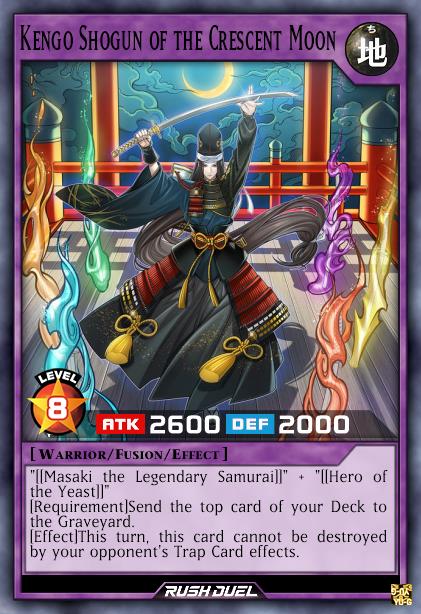 Kengo Shogun of the Crescent Moon
ち
地
LEVEL
8
ATK 2600 DEF 2000
[ Warrior/Fusion/Effect ]
"[[Masaki the Legendary Samurai]]" + "[[Hero of
the Yeast]]"
[Requirement]Send the top card of your Deck to
the Graveyard.
[Effect]This turn, this card cannot be destroyed
by your opponent's Trap Card effects.
RUSH DUEL